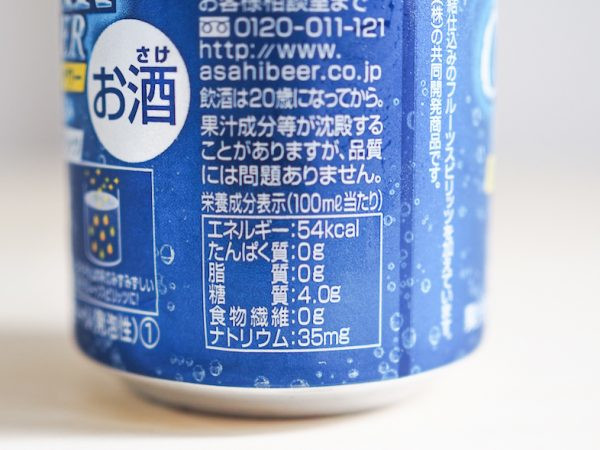 さけ
お酒
お客様相談室まで
0120-011-121
http://www.
asahibeer.co.jp
飲酒は20歳になってから。
果汁成分等が沈殿する
ことがありますが、品質
には問題ありません。
栄養成分表示(100mℓ当たり)
エネルギー:54kcal
たんぱく質:0g
脂質:0g
糖質:4.0g
食物繊維:0g
ナトリウム:35mg
(発泡性)①
(株)の共同開発商品です。